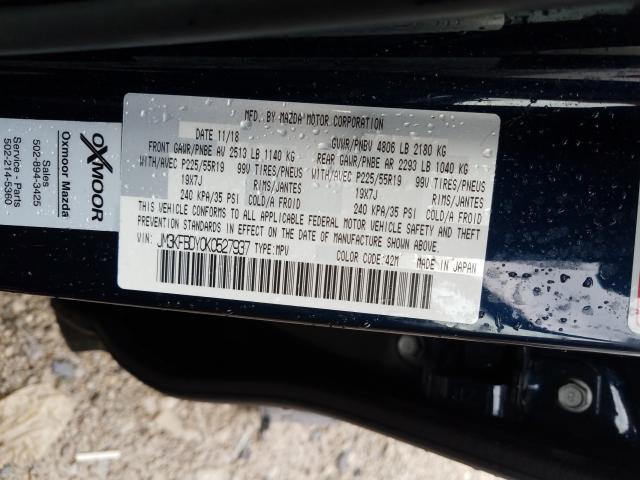 MFD. BY MAZDA MOTOR CORPORATION
DATE 11/18 GVWR/PNBV 4806 LB 2180 KG
FRONT GAWR/PNBE AV 2513 LB 1140 KG REAR GAWR/PNBE AR 2293 LB 1040 KG
WITH/AVEC P225/55R19 99V TIRES/PNEUS WITH/AVEC P225/55R19 99V TIRES/PNEUS
19X7J RIMS/JANTES 19X7J RIMS/JANTES
240 KPA/35 PSI COLD/A FROID 240 KPA/35 PSI COLD/A FROID
THIS VEHICLE CONFORMS TO ALL APPLICABLE FEDERAL MOTOR VEHICLE SAFETY AND THEFT
PREVENTION STANDARDS IN EFFECT ON THE DATE OF MANUFACTURE SHOWN ABOVE.
VIN: JM3KFBDY0K0527937 TYPE: MPV COLOR CODE: 42M MADE IN JAPAN
OXMOOR
Oxmoor Mazda
Sales
502-894-3425
Service - Parts
502-214-5360